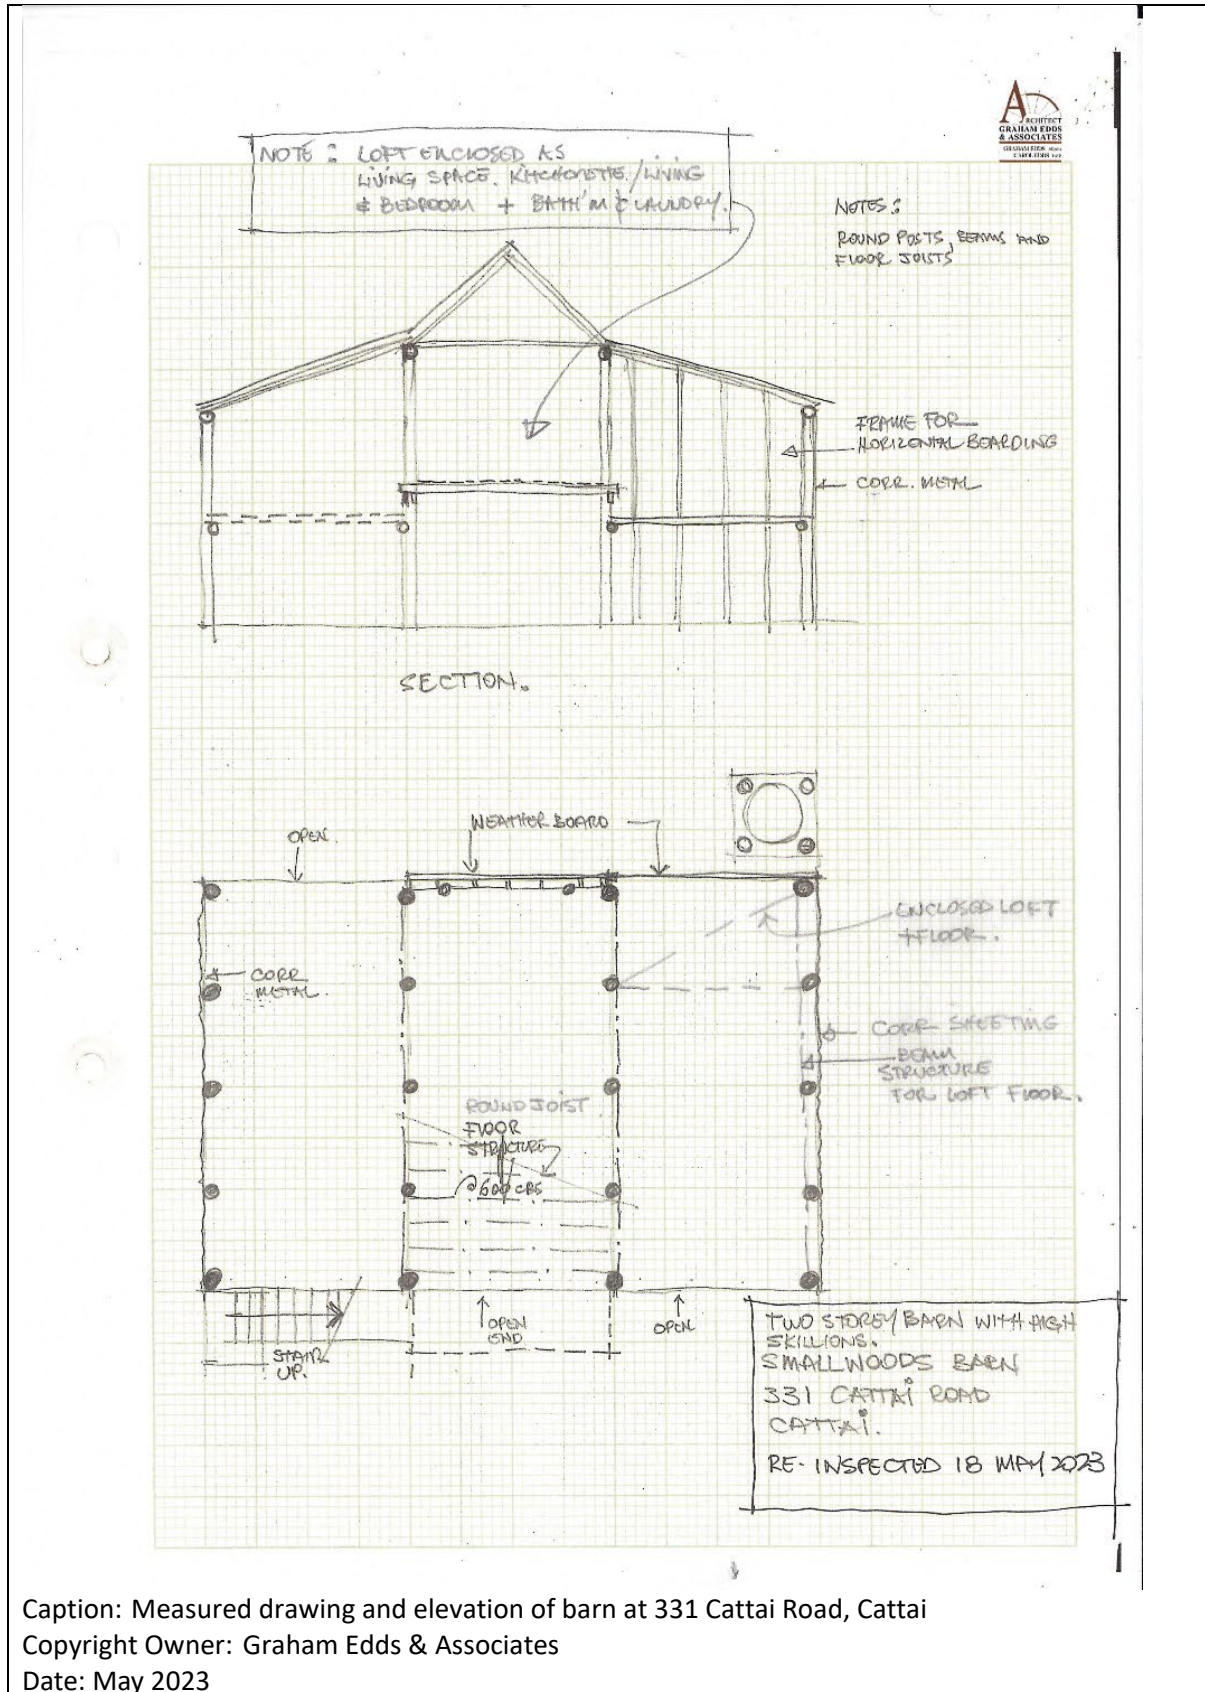 ARCHITECT
GRAHAM EDDS
& ASSOCIATES
NOTE : LOFT ENCLOSED AS
LIVING SPACE. KITCHENETTE/LIVING
& BEDROOM + BATH'M & LAUNDRY.
NOTES :
ROUND POSTS, BEAMS AND
FLOOR JOISTS
FRAME FOR
HORIZONTAL BOARDING
CORR. METAL
SECTION.
OPEN.
WEATHER BOARD
ENCLOSED LOFT
+ FLOOR.
CORR
METAL.
CORR SHEETING
BEAM
STRUCTURE
FOR LOFT FLOOR.
ROUND JOIST
FLOOR
STRUCTURE
@ 600 CRS
STAIR
UP.
OPEN
END
OPEN
TWO STOREY BARN WITH HIGH
SKILLIONS.
SMALLWOODS BARN
331 CATTAI ROAD
CATTAI.
RE-INSPECTED 18 MAY 2023
Caption: Measured drawing and elevation of barn at 331 Cattai Road, Cattai
Copyright Owner: Graham Edds & Associates
Date: May 2023